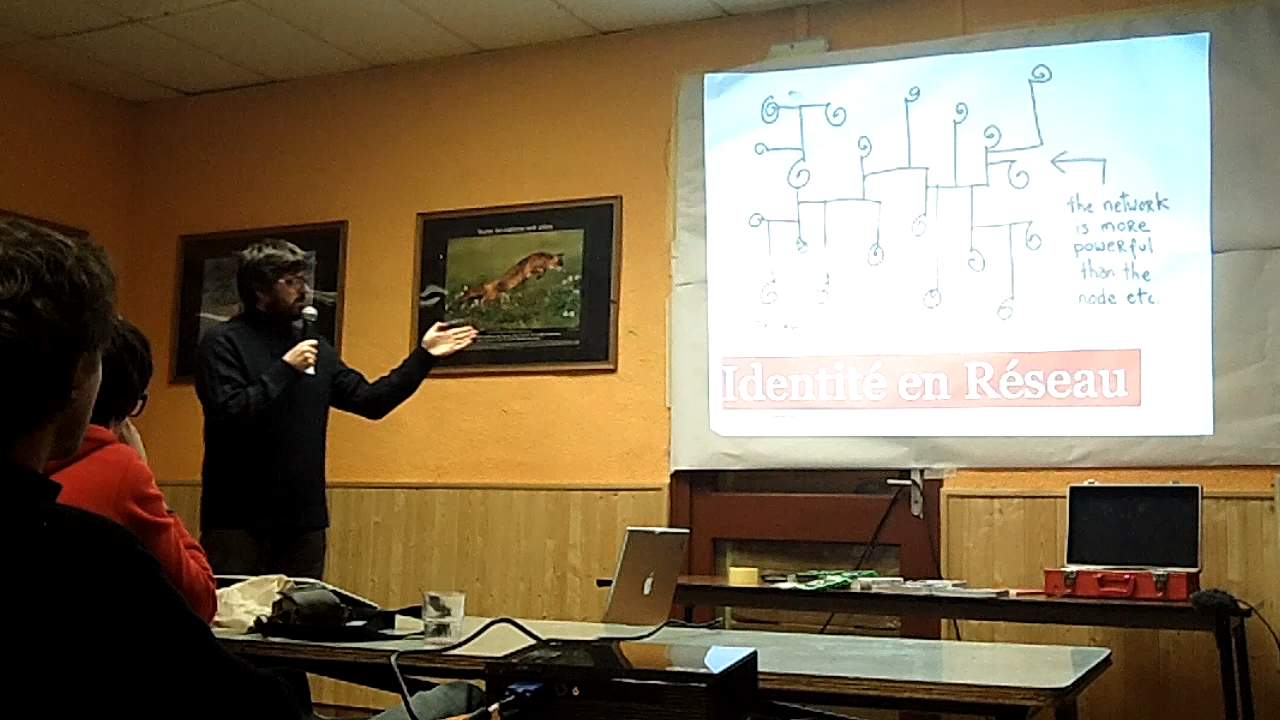 the network
is more
powerful
than the
node etc.
Identité en Réseau